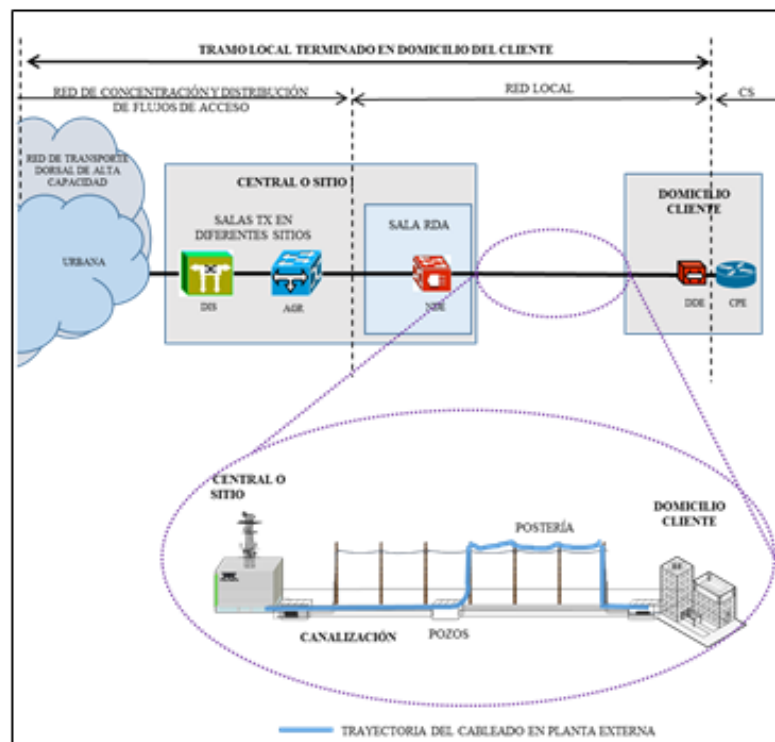 TRAMO LOCAL TERMINADO EN DOMICILIO DEL CLIENTE
RED DE CONCENTRACIÓN Y DISTRIBUCIÓN
DE FLUJOS DE ACCESO
RED LOCAL
CS
RED DE TRANSPORTE
DORSAL DE ALTA
CAPACIDAD
URBANA
CENTRAL O SITIO
SALAS TX EN
DIFERENTES SITIOS
DIS
AGR
SALA RDA
DOMICILIO
CLIENTE
DDE
CPE
CENTRAL O
SITIO
POSTERÍA
DOMICILIO
CLIENTE
CANALIZACIÓN
POZOS
TRAYECTORIA DEL CABLEADO EN PLANTA EXTERNA